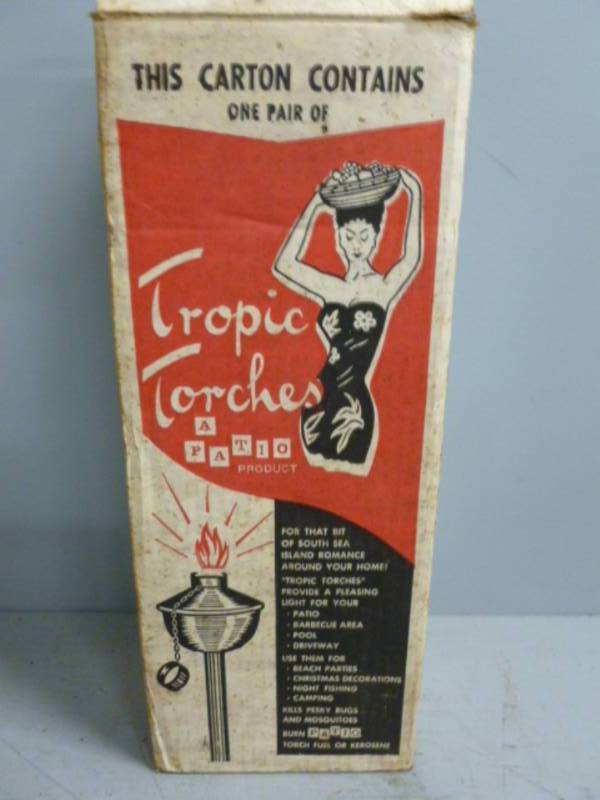 THIS CARTON CONTAINS
ONE PAIR OF
Tropic
Torches
A
PATIO
PRODUCT
FOR THAT BIT
OF SOUTH SEA
ISLAND ROMANCE
AROUND YOUR HOME!
"TROPIC TORCHES"
PROVIDE A PLEASING
LIGHT FOR YOUR
· PATIO
· BARBECUE AREA
· POOL
· DRIVEWAY
USE THEM FOR
· BEACH PARTIES
· CHRISTMAS DECORATIONS
· NIGHT FISHING
· CAMPING
KILLS PESKY BUGS
AND MOSQUITOES
BURN PATIO
TORCH FUEL OR KEROSENE